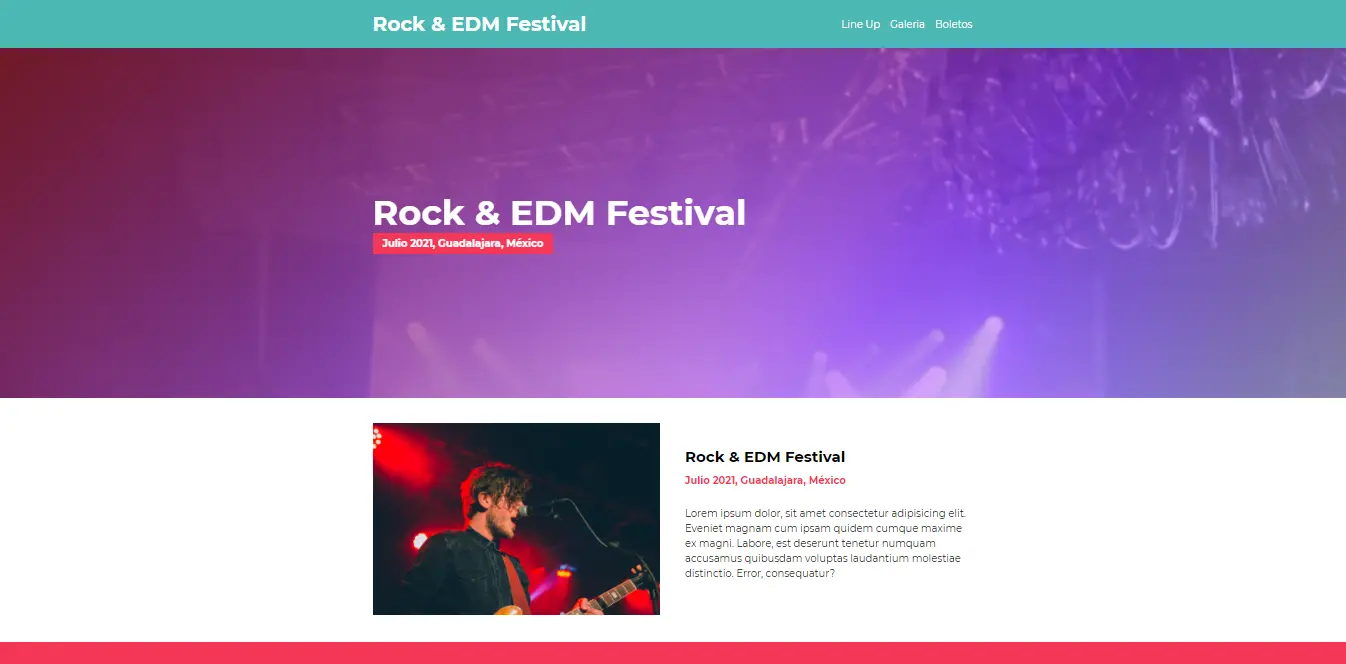 Rock & EDM Festival
Line Up Galeria Boletos
Rock & EDM Festival
Julio 2021, Guadalajara, México
Rock & EDM Festival
Julio 2021, Guadalajara, México
Lorem ipsum dolor, sit amet consectetur adipisicing elit.
Eveniet magnam cum ipsam quidem cumque maxime
ex magni. Labore, est deserunt tenetur numquam
accusamus quibusdam voluptas laudantium molestiae
distinctio. Error, consequatur?